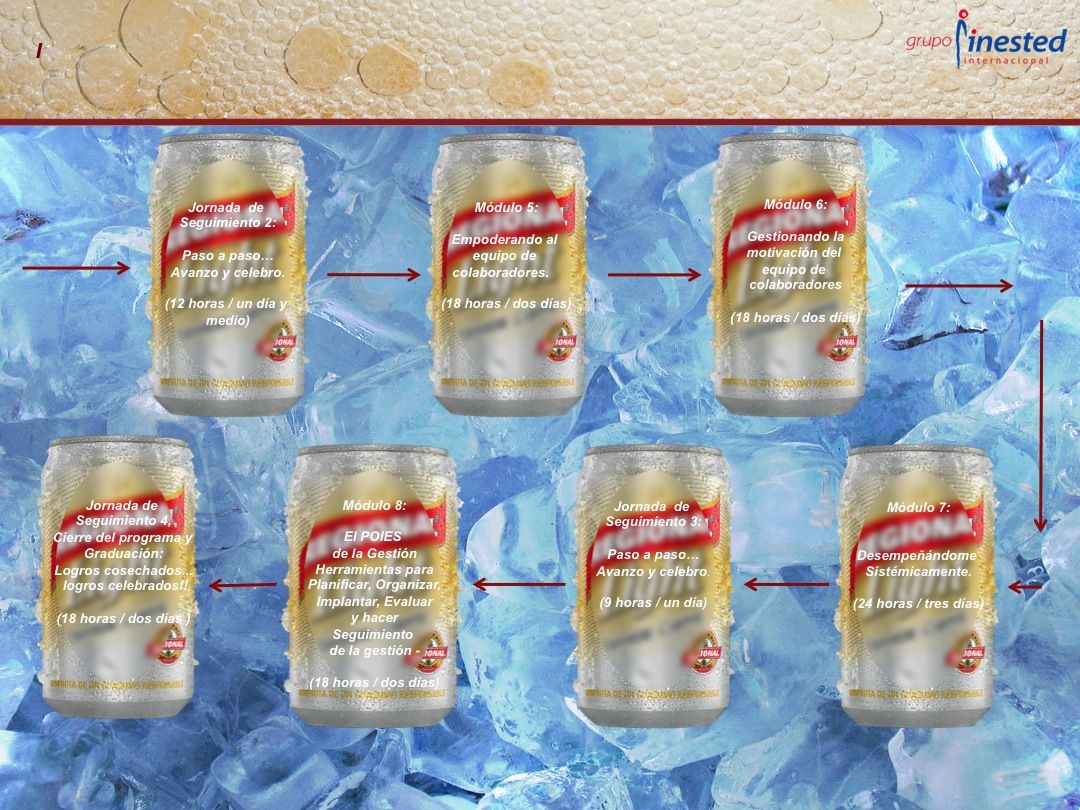 I
grupo inested
internacional
Jornada de
Seguimiento 2:
Paso a paso…
Avanzo y celebro.
(12 horas / un día y
medio)
Módulo 5:
Empoderando al
equipo de
colaboradores.
(18 horas / dos días)
Módulo 6:
Gestionando la
motivación del
equipo de
colaboradores
(18 horas / dos días)
Jornada de
Seguimiento 4,
Cierre del programa y
Graduación:
Logros cosechados…
logros celebrados!!
(18 horas / dos días )
Módulo 8:
El POIES
de la Gestión
Herramientas para
Planificar, Organizar,
Implantar, Evaluar
y hacer
Seguimiento
de la gestión -
(18 horas / dos días)
Jornada de
Seguimiento 3:
Paso a paso…
Avanzo y celebro.
(9 horas / un día)
Módulo 7:
Desempeñándome
Sistémicamente.
(24 horas / tres días)